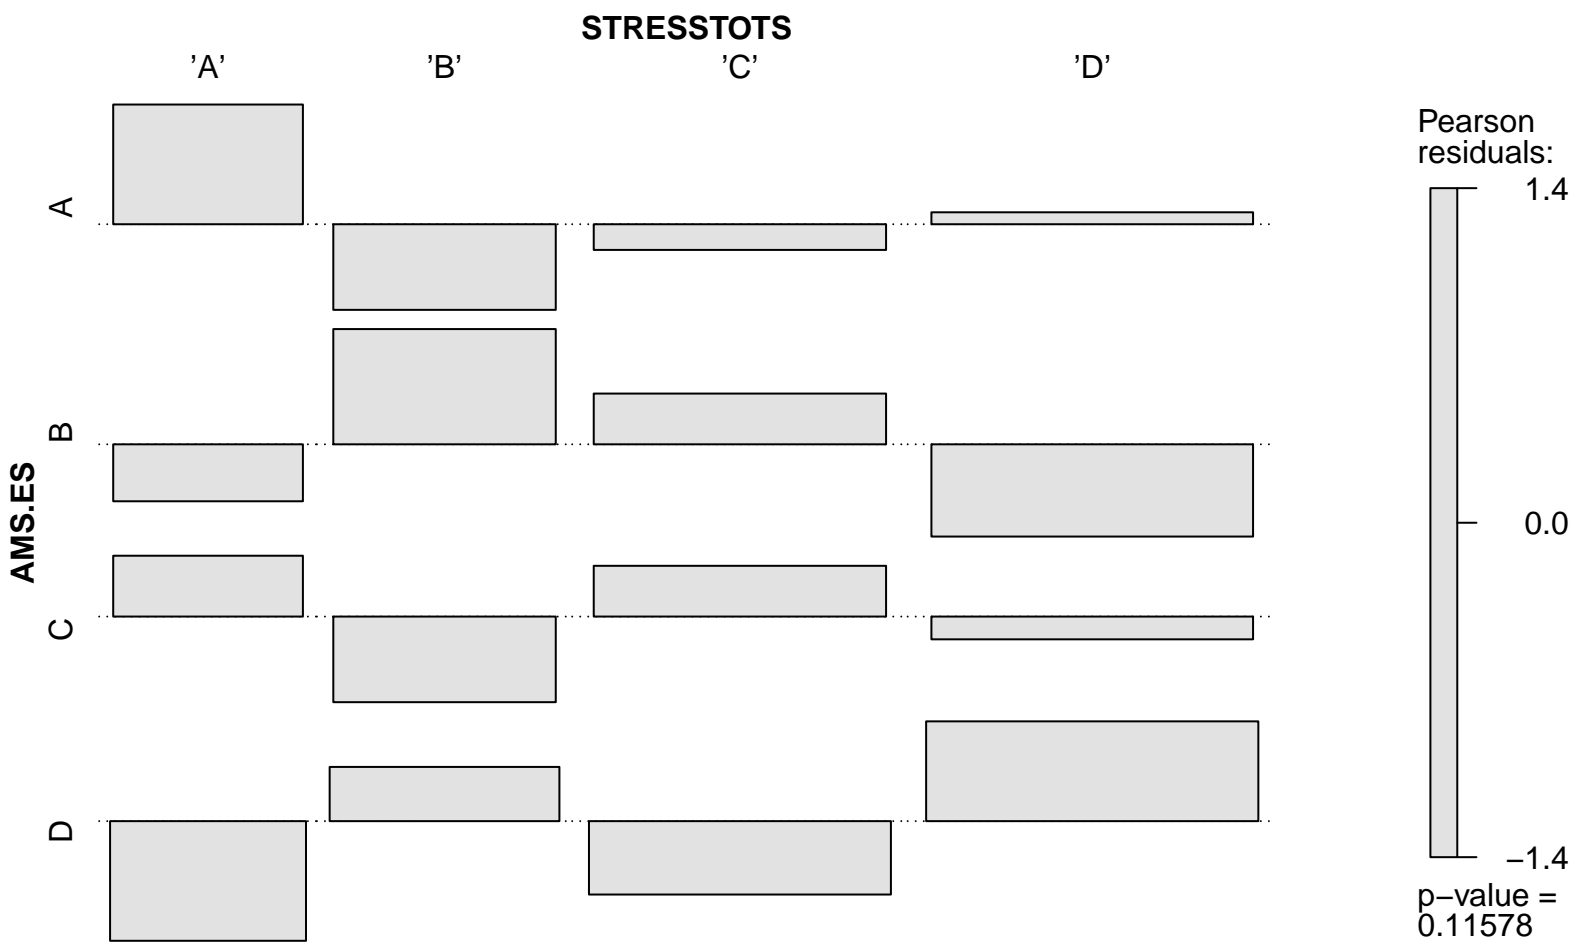 STRESSTOTS
’A’ ’B’ ’C’ ’D’
Pearson
residuals:
1.4
0.0
−1.4
p−value =
0.11578
AMS.ES
A
B
C
D